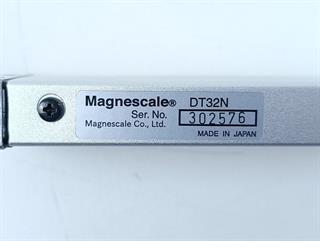 Magnescale® DT32N
Ser. No. 302576
Magnescale Co., Ltd.
MADE IN JAPAN